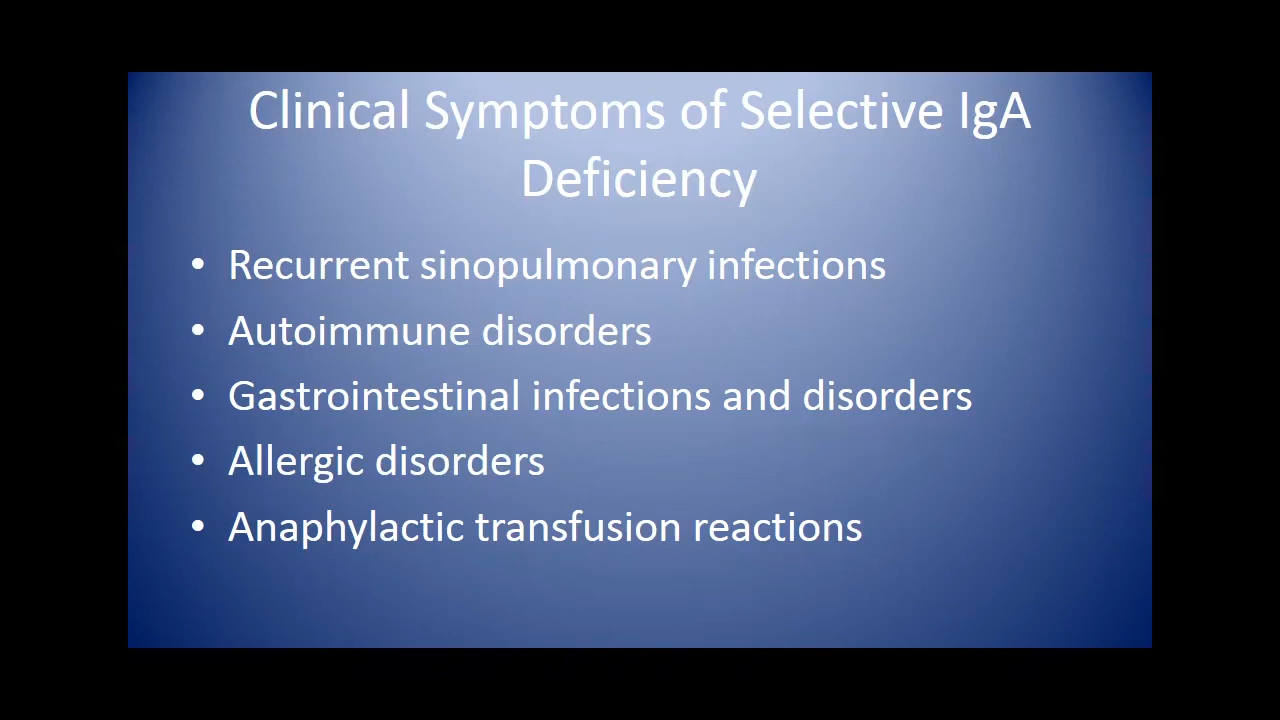 Clinical Symptoms of Selective IgA
Deficiency
• Recurrent sinopulmonary infections
• Autoimmune disorders
• Gastrointestinal infections and disorders
• Allergic disorders
• Anaphylactic transfusion reactions